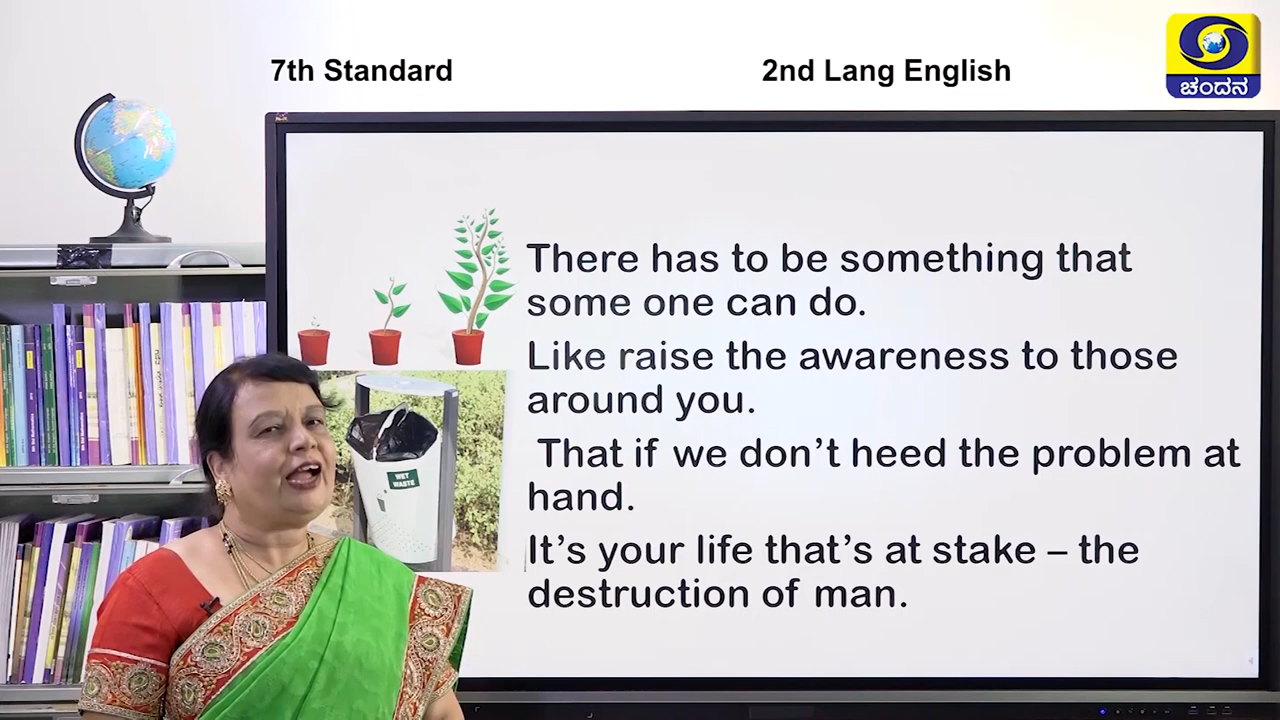 7th Standard
2nd Lang English
ಚಂದನ
There has to be something that
some one can do.
Like raise the awareness to those
around you.
That if we don't heed the problem at
hand.
It's your life that's at stake – the
destruction of man.
WET
WASTE